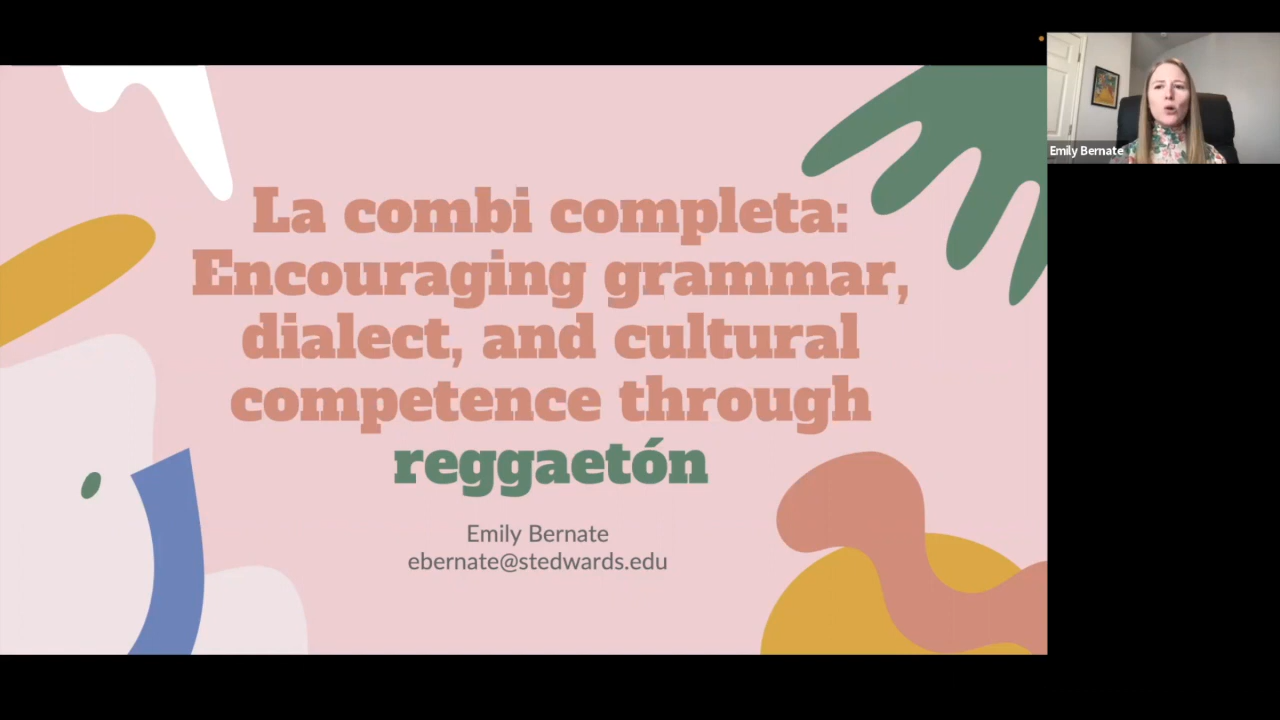 La combi completa:
Encouraging grammar,
dialect, and cultural
competence through
reggaetón
Emily Bernate
ebernate@stedwards.edu
Emily Bernate